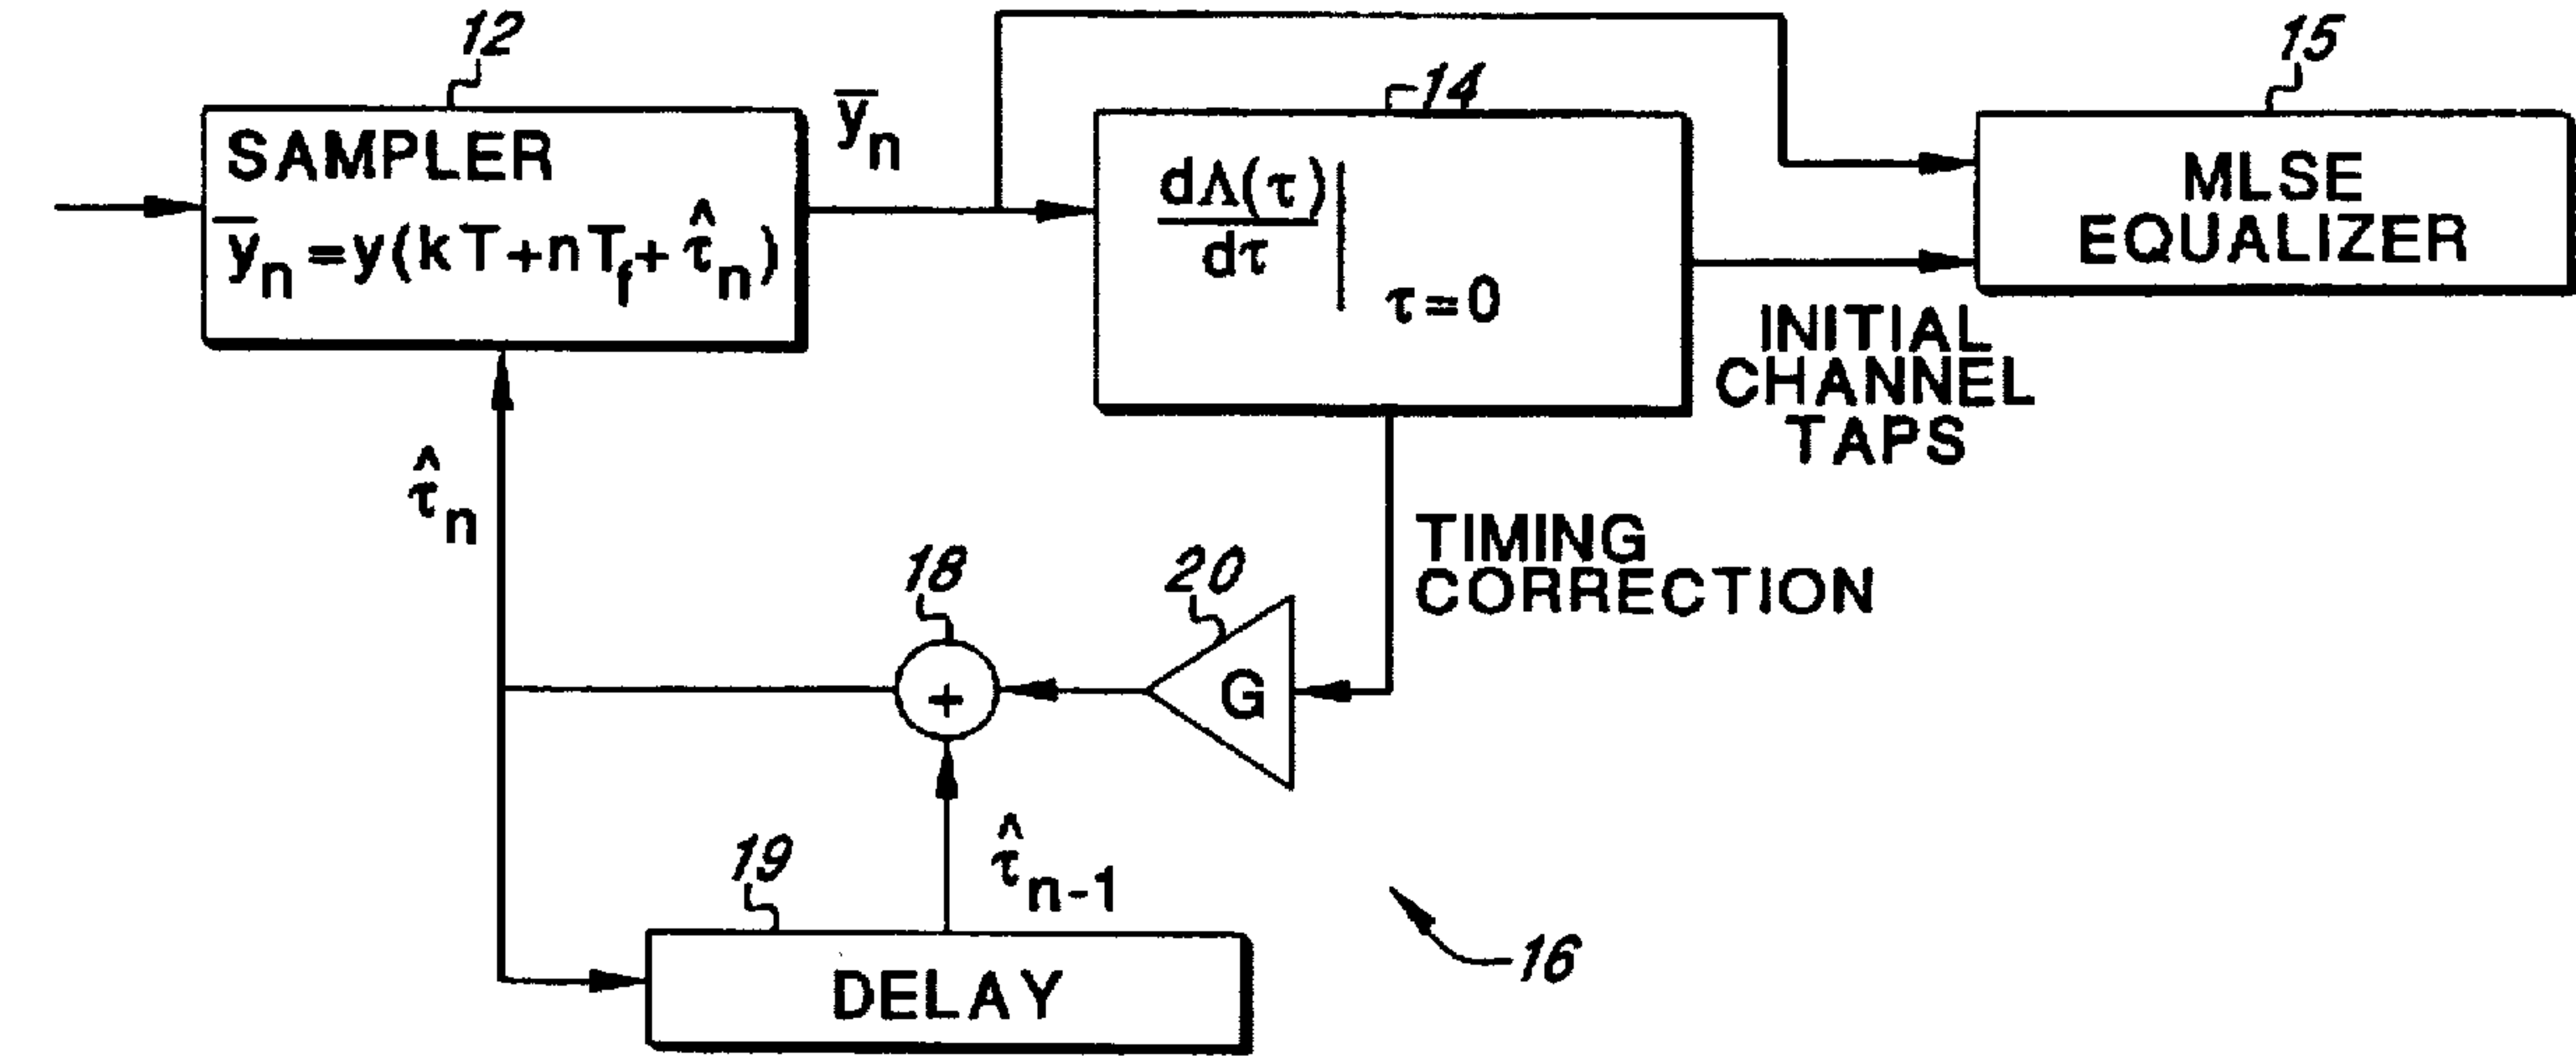 12
SAMPLER
ȳₙ = y(kT + nT_f + τ̂ₙ)
ȳₙ
14
dΛ(τ)
dτ
τ = 0
15
MLSE
EQUALIZER
INITIAL
CHANNEL
TAPS
τ̂ₙ
TIMING
CORRECTION
18
+
20
G
19
τ̂ₙ₋₁
DELAY
16